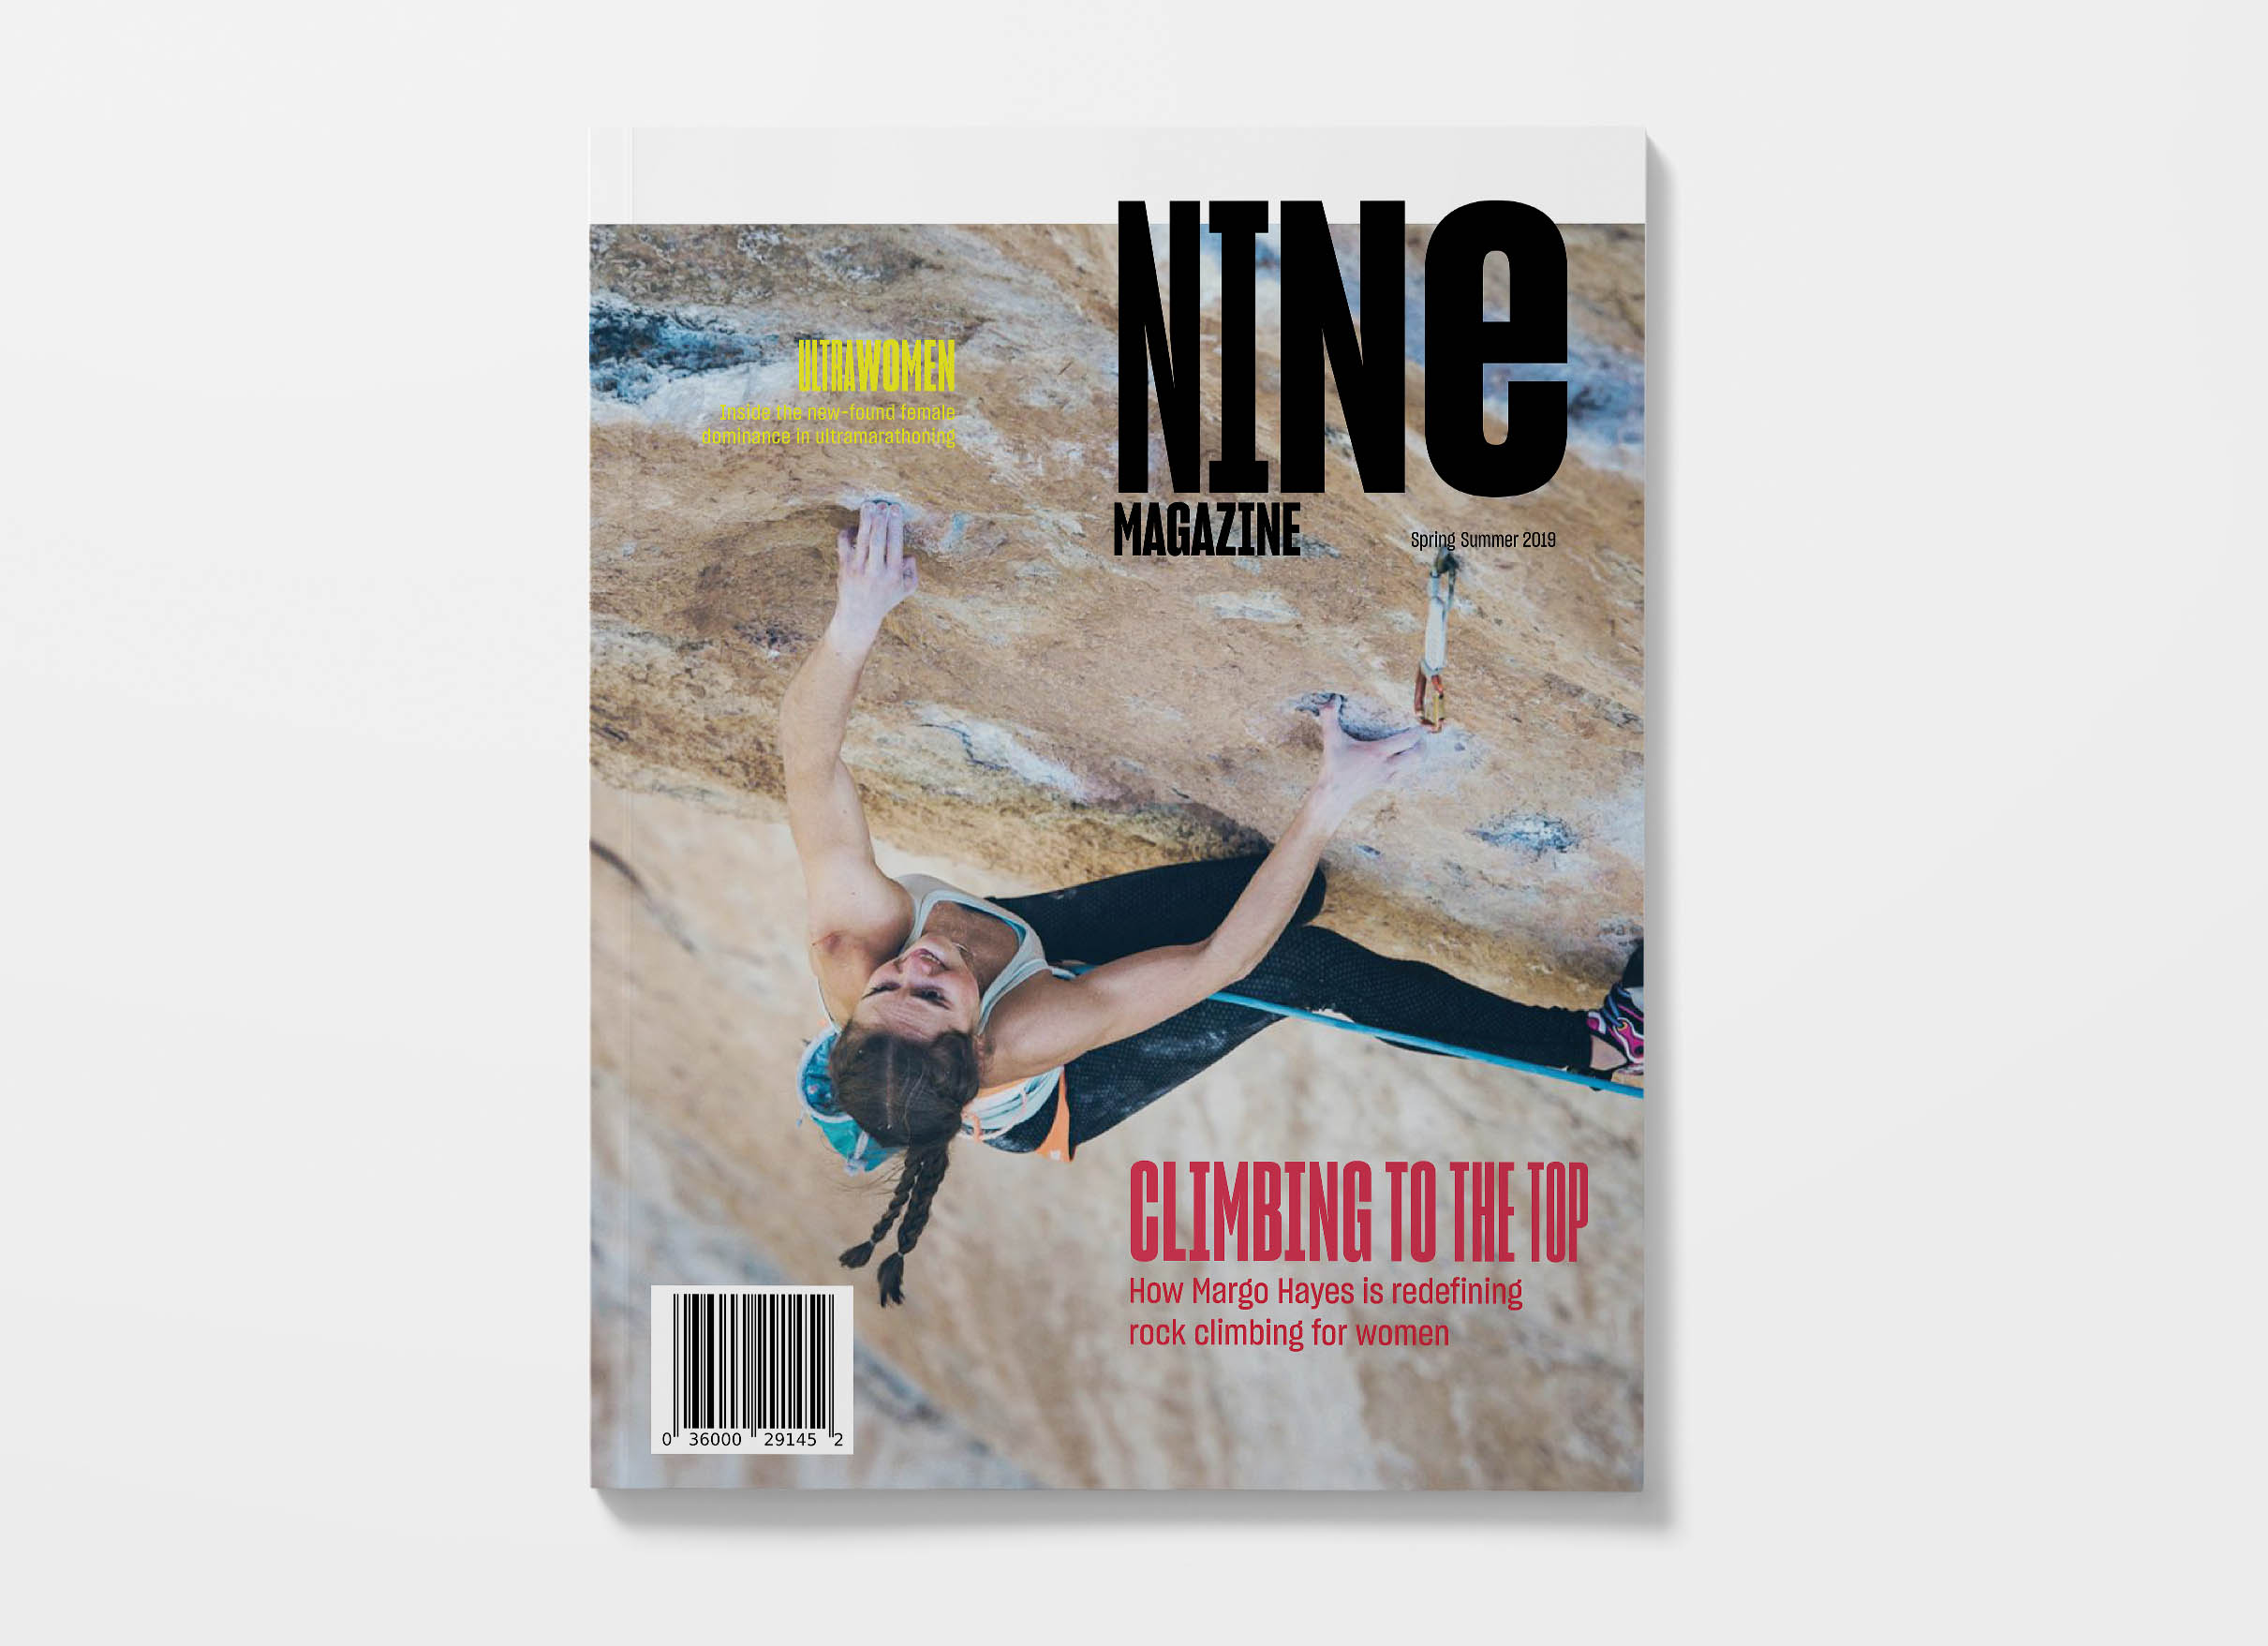 NINe
MAGAZINE
Spring Summer 2019
ULTRAWOMEN
Inside the new-found female
dominance in ultramarathoning
CLIMBING TO THE TOP
How Margo Hayes is redefining
rock climbing for women
0 36000 29145 2